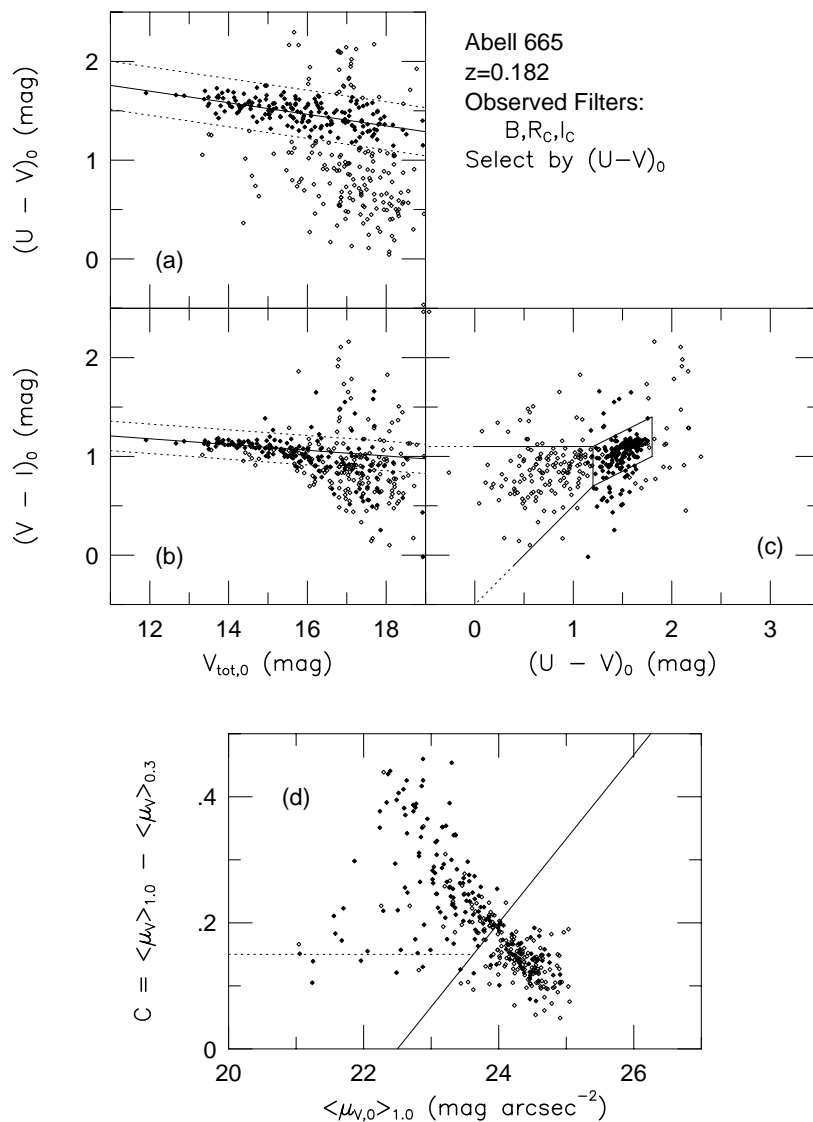 Abell 665
z=0.182
Observed Filters:
B,R_C,I_C
Select by (U−V)_0
(U − V)_0 (mag)
2
1
0
(a)
(V − I)_0 (mag)
2
1
0
(b)
(c)
12 14 16 18
0 1 2 3
V_tot,0 (mag)
(U − V)_0 (mag)
C = <μ_V>_1.0 − <μ_V>_0.3
.4
.2
0
(d)
20 22 24 26
<μ_V,0>_1.0 (mag arcsec^−2)